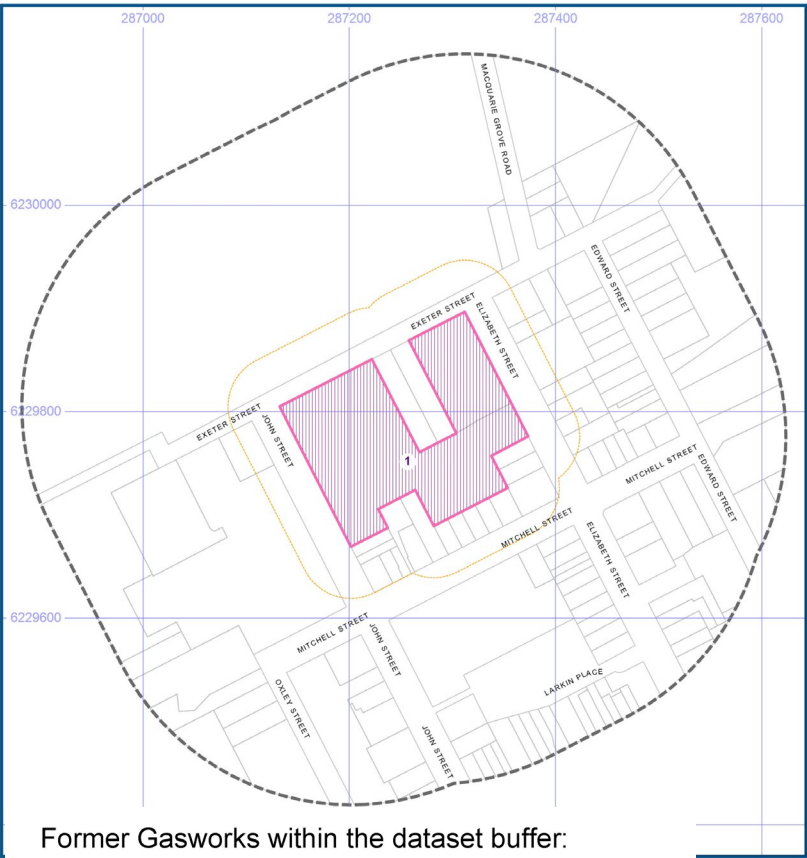 287000
287200
287400
287600
MACQUARIE GROVE ROAD
6230000
EDWARD STREET
EXETER STREET
ELIZABETH STREET
6229800
EXETER STREET
JOHN STREET
1
MITCHELL STREET
EDWARD STREET
MITCHELL STREET
ELIZABETH STREET
6229600
MITCHELL STREET
JOHN STREET
LARKIN PLACE
OXLEY STREET
JOHN STREET
Former Gasworks within the dataset buffer: